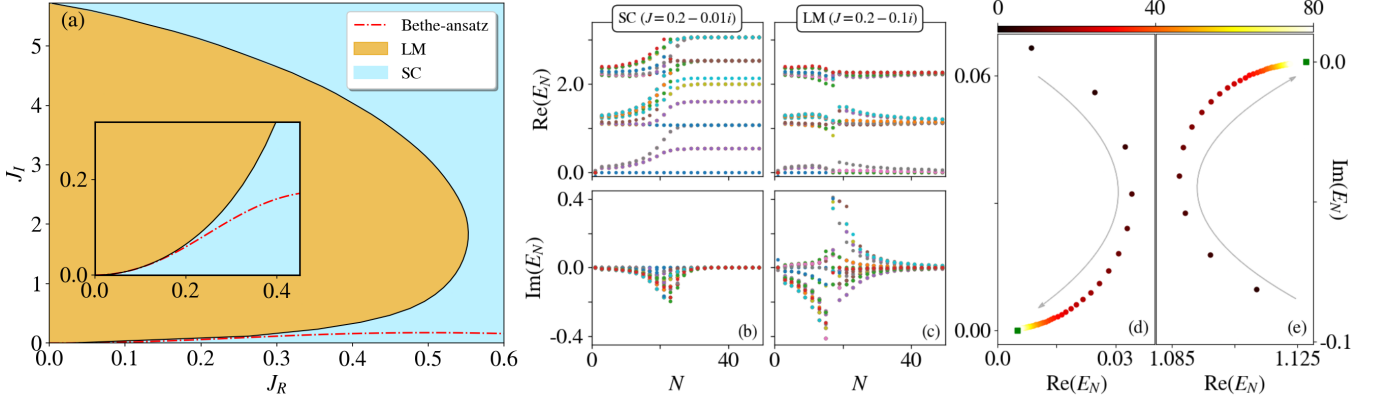 (a)
Bethe-ansatz
LM
SC
J_I
5
4
3
2
1
0
0.2
0.0
0.0
0.2
0.4
0.0
0.1
0.2
0.3
0.4
0.5
0.6
J_R
SC (J = 0.2 − 0.01i)
LM (J = 0.2 − 0.1i)
Re(E_N)
2.0
0.0
Im(E_N)
0.4
0.0
-0.4
(b)
(c)
0
40
0
40
N
N
0
40
80
0.06
0.00
0.0
-0.1
Im(E_N)
(d)
(e)
0.0
0.03
1.085
1.125
Re(E_N)
Re(E_N)